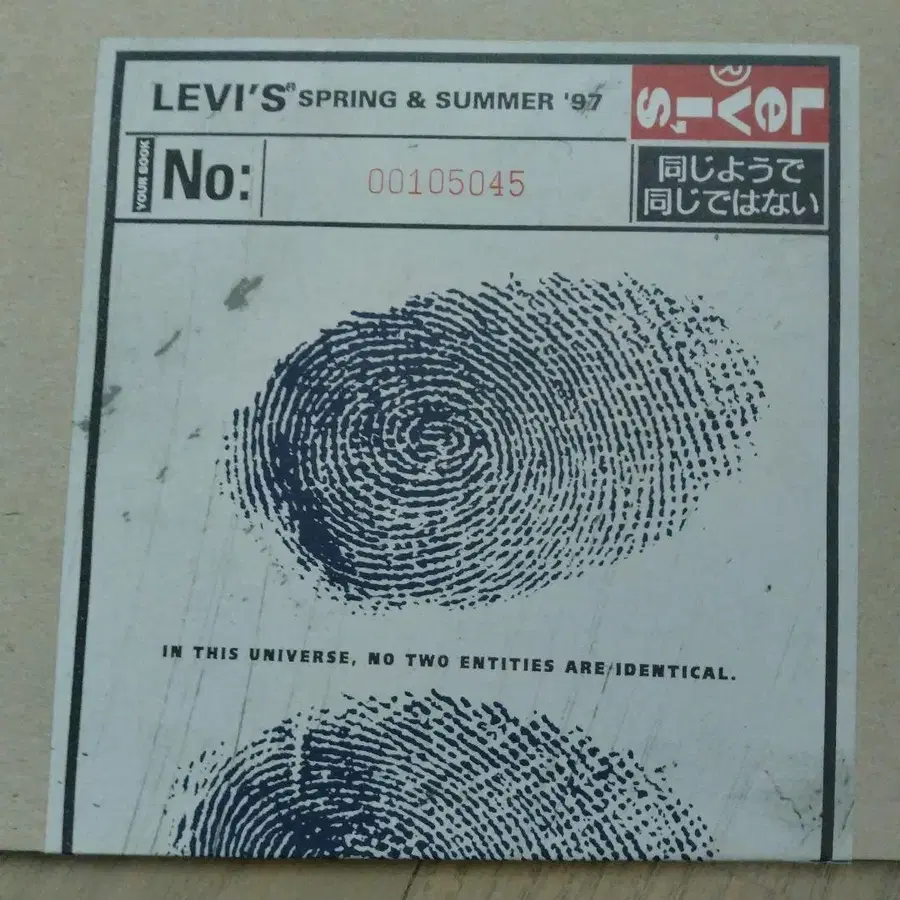 LEVI'S® SPRING & SUMMER '97
Levi's®
YOUR BOOK
No:
00105045
同じようで
同じではない
IN THIS UNIVERSE, NO TWO ENTITIES ARE IDENTICAL.